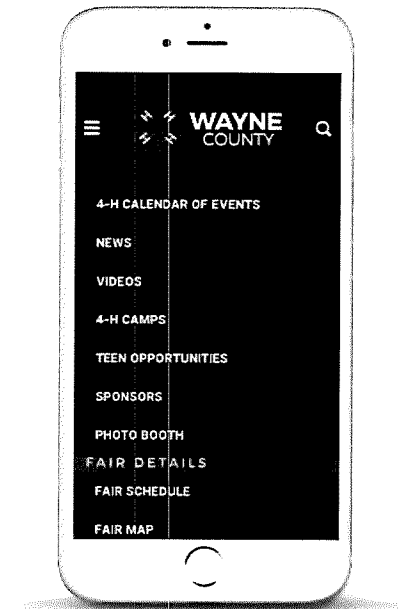 WAYNE
COUNTY
4-H CALENDAR OF EVENTS
NEWS
VIDEOS
4-H CAMPS
TEEN OPPORTUNITIES
SPONSORS
PHOTO BOOTH
FAIR DETAILS
FAIR SCHEDULE
FAIR MAP